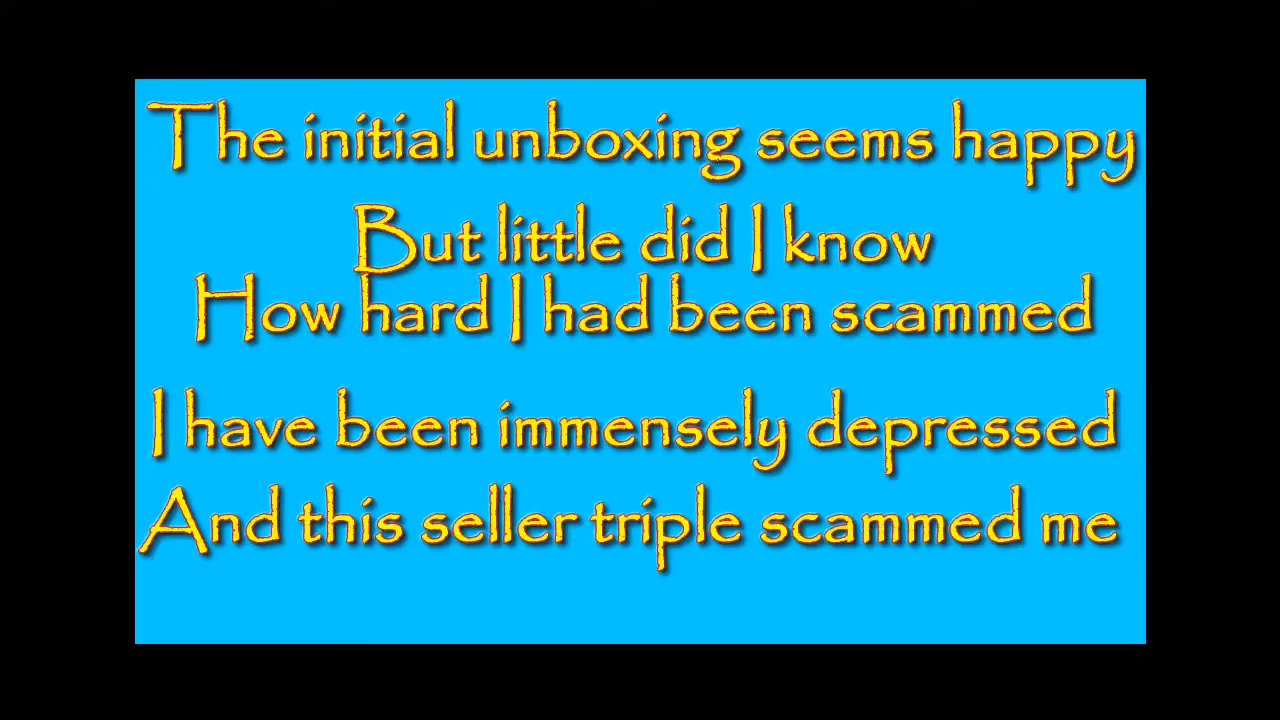 The initial unboxing seems happy
But little did I know
How hard I had been scammed
I have been immensely depressed
And this seller triple scammed me